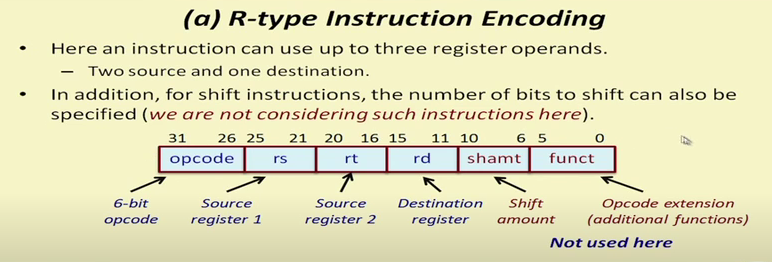 (a) R-type Instruction Encoding
• Here an instruction can use up to three register operands.
– Two source and one destination.
• In addition, for shift instructions, the number of bits to shift can also be
specified (we are not considering such instructions here).
31 26 25 21 20 16 15 11 10 6 5 0
opcode rs rt rd shamt funct
6-bit Source Source Destination Shift Opcode extension
opcode register 1 register 2 register amount (additional functions)
Not used here